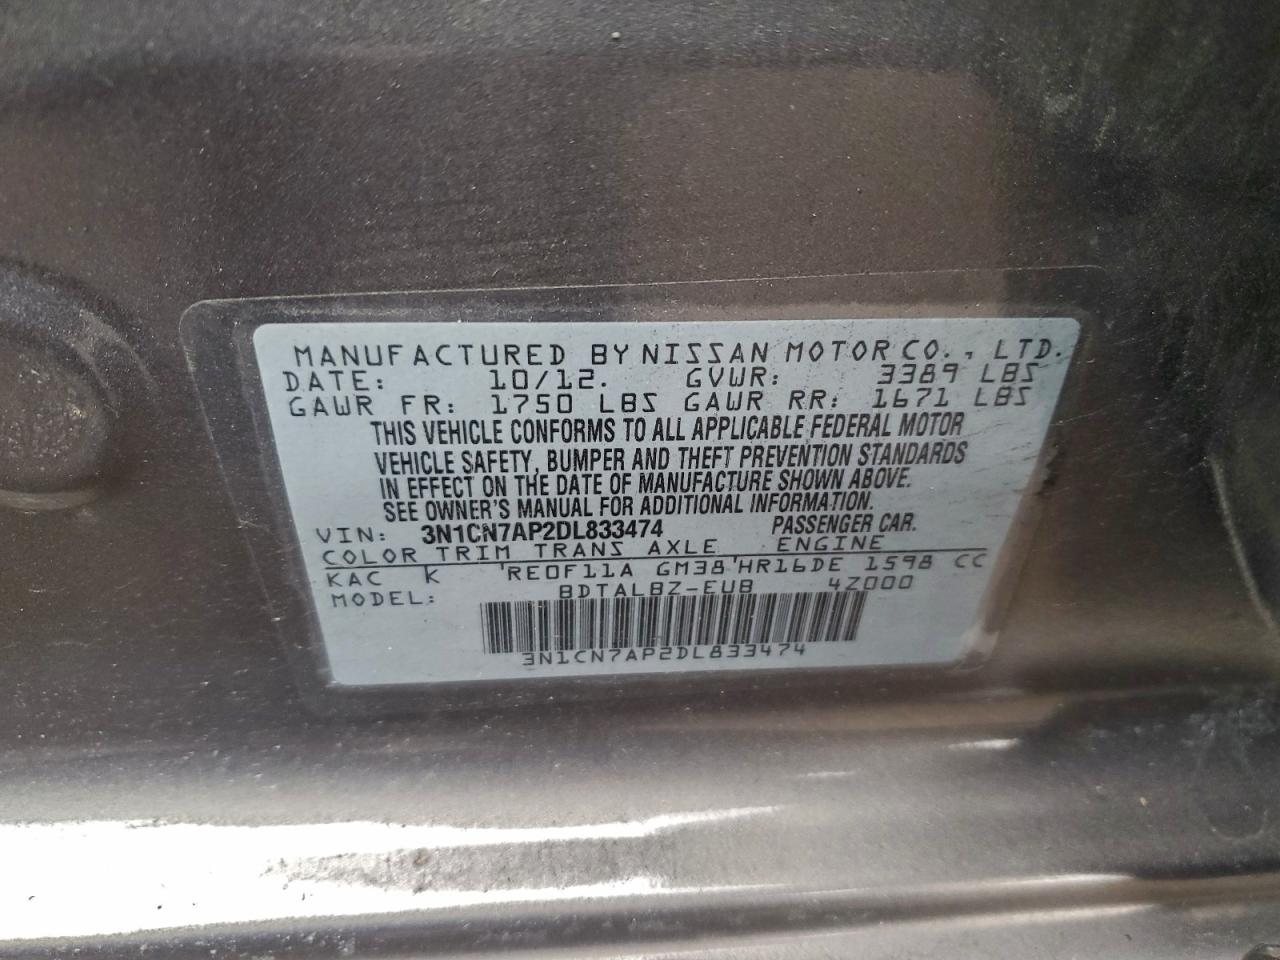 MANUFACTURED BY NISSAN MOTOR CO., LTD.
DATE: 10/12. GVWR: 3389 LBS
GAWR FR: 1750 LBS GAWR RR: 1671 LBS
THIS VEHICLE CONFORMS TO ALL APPLICABLE FEDERAL MOTOR
VEHICLE SAFETY, BUMPER AND THEFT PREVENTION STANDARDS
IN EFFECT ON THE DATE OF MANUFACTURE SHOWN ABOVE.
SEE OWNER'S MANUAL FOR ADDITIONAL INFORMATION.
VIN: 3N1CN7AP2DL833474 PASSENGER CAR.
COLOR TRIM TRANS AXLE ENGINE
KAC K 'RE0F11A GM38'HR16DE 1598 CC
MODEL: BDTALBZ-EUB 4Z000
3N1CN7AP2DL833474